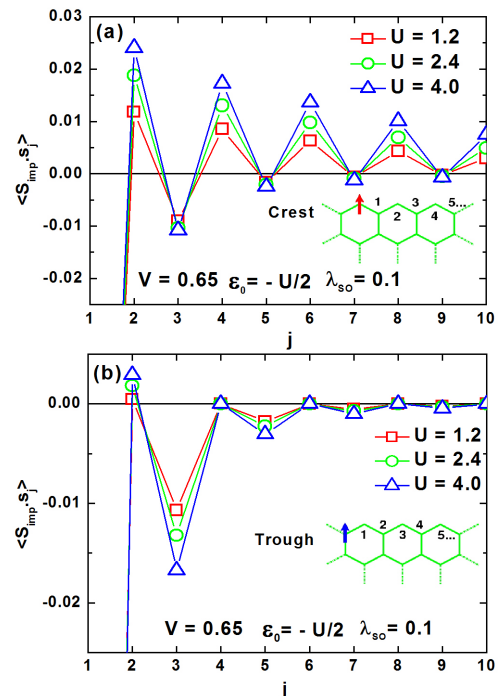 (a)
0.03
0.02
0.01
0.00
-0.01
-0.02
<S_imp.s_j>
U = 1.2
U = 2.4
U = 4.0
Crest
1 3 5...
2 4
V = 0.65 ε₀= - U/2 λ_SO = 0.1
1 2 3 4 5 6 7 8 9 10
j
(b)
0.00
-0.01
-0.02
<S_imp.s_j>
U = 1.2
U = 2.4
U = 4.0
Trough
2 4
1 3 5...
V = 0.65 ε₀= - U/2 λ_SO = 0.1
1 2 3 4 5 6 7 8 9 10
j